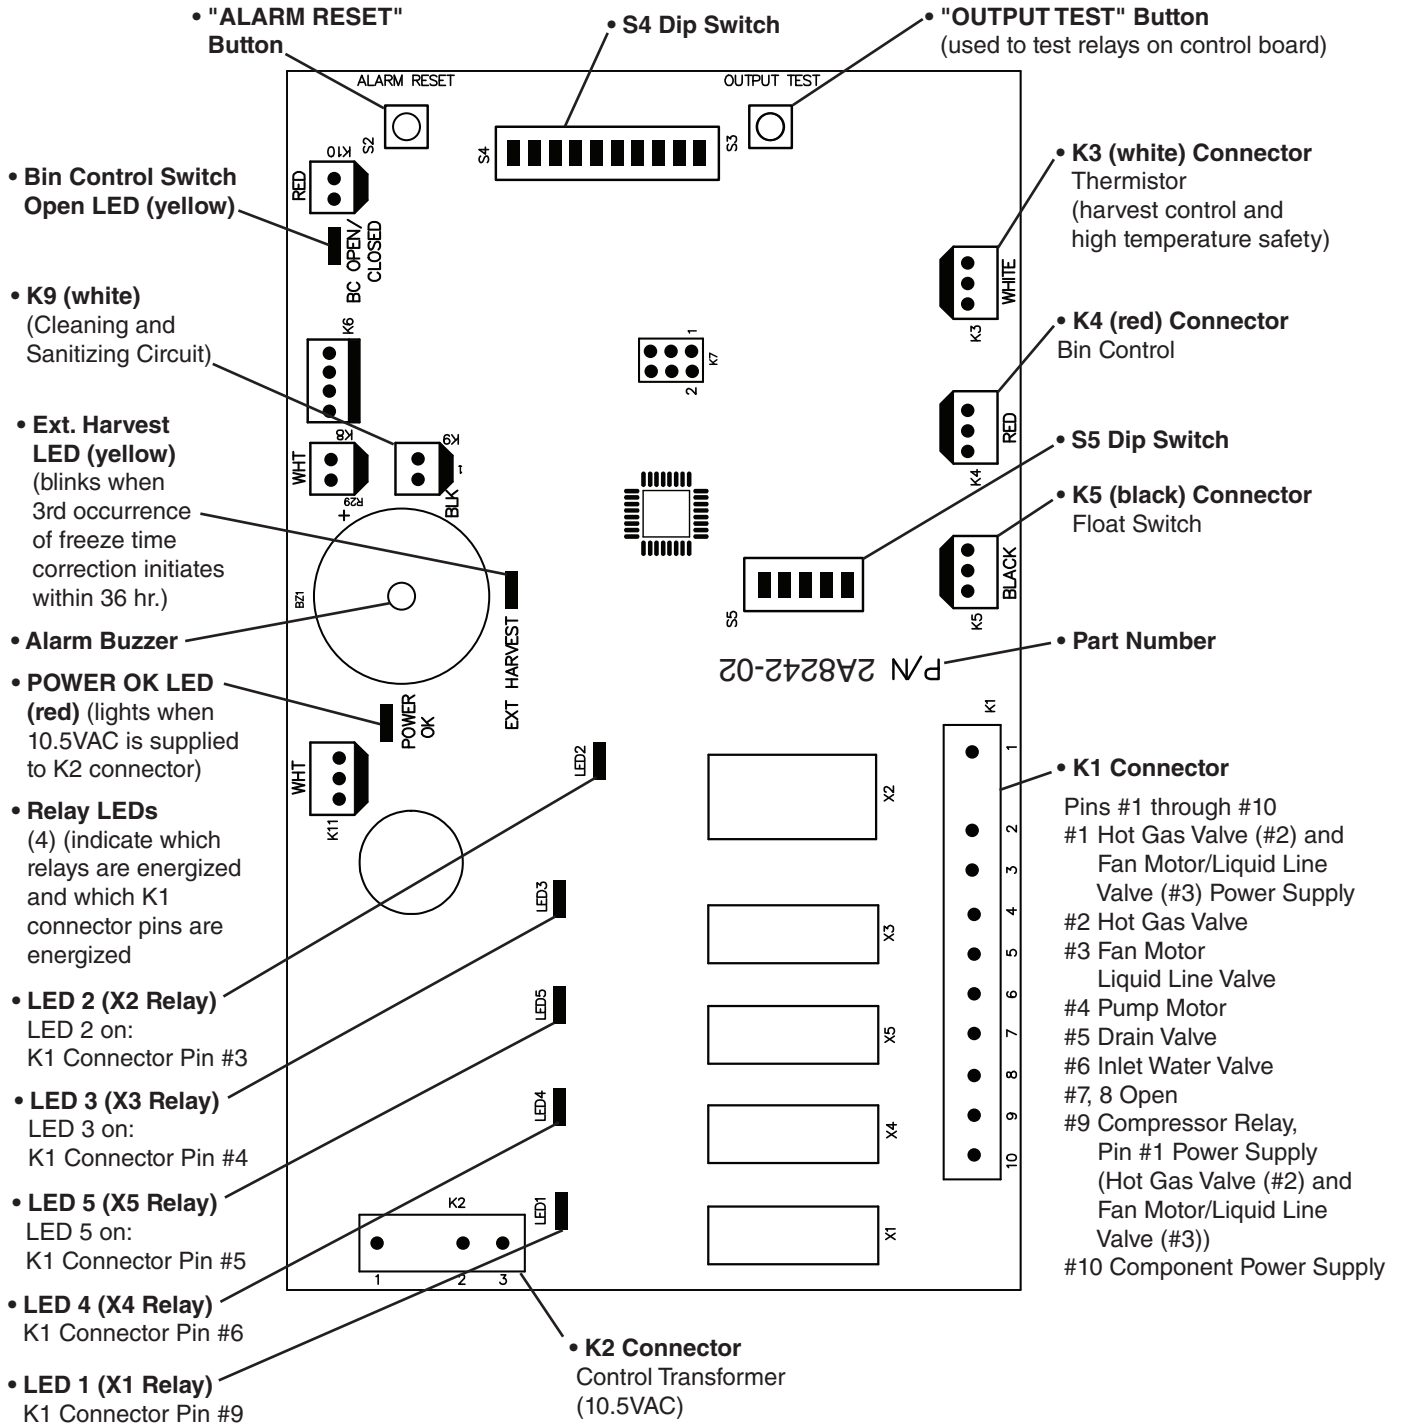 • "ALARM RESET"
Button
• S4 Dip Switch
• "OUTPUT TEST" Button
(used to test relays on control board)
ALARM RESET
OUTPUT TEST
S2
S4
S3
K10
RED
BC OPEN/
CLOSED
• Bin Control Switch
Open LED (yellow)
• K9 (white)
(Cleaning and
Sanitizing Circuit)
• Ext. Harvest
LED (yellow)
(blinks when
3rd occurrence
of freeze time
correction initiates
within 36 hr.)
• Alarm Buzzer
• POWER OK LED
(red) (lights when
10.5VAC is supplied
to K2 connector)
• Relay LEDs
(4) (indicate which
relays are energized
and which K1
connector pins are
energized
• LED 2 (X2 Relay)
LED 2 on:
K1 Connector Pin #3
• LED 3 (X3 Relay)
LED 3 on:
K1 Connector Pin #4
• LED 5 (X5 Relay)
LED 5 on:
K1 Connector Pin #5
• LED 4 (X4 Relay)
K1 Connector Pin #6
• LED 1 (X1 Relay)
K1 Connector Pin #9
K6
K8
WHT
R29
+
K9
1
BLK
BZ1
EXT HARVEST
POWER
OK
WHT
K11
LED2
LED3
LED5
LED4
LED1
K2
1
2
3
1
K7
2
S5
P/N 2A8242-02
X2
X3
X5
X4
X1
WHITE
K3
RED
K4
BLACK
K5
K1
1
2
3
4
5
6
7
8
9
10
• K3 (white) Connector
Thermistor
(harvest control and
high temperature safety)
• K4 (red) Connector
Bin Control
• S5 Dip Switch
• K5 (black) Connector
Float Switch
• Part Number
• K1 Connector
Pins #1 through #10
#1 Hot Gas Valve (#2) and
Fan Motor/Liquid Line
Valve (#3) Power Supply
#2 Hot Gas Valve
#3 Fan Motor
Liquid Line Valve
#4 Pump Motor
#5 Drain Valve
#6 Inlet Water Valve
#7, 8 Open
#9 Compressor Relay,
Pin #1 Power Supply
(Hot Gas Valve (#2) and
Fan Motor/Liquid Line
Valve (#3))
#10 Component Power Supply
• K2 Connector
Control Transformer
(10.5VAC)